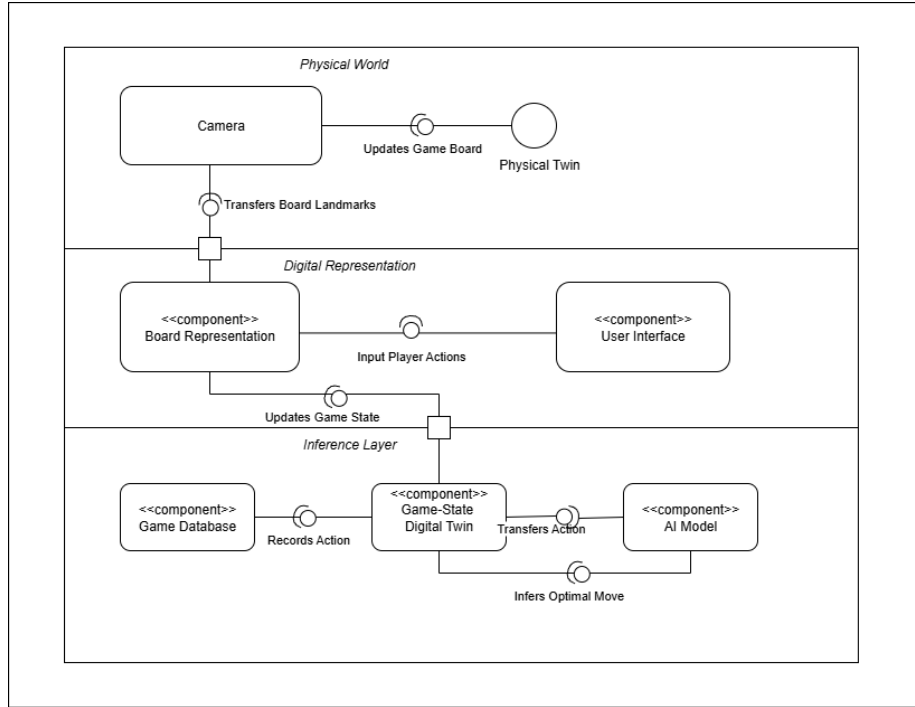 Physical World
Camera
Updates Game Board
Physical Twin
Transfers Board Landmarks
Digital Representation
<<component>>
Board Representation
<<component>>
User Interface
Input Player Actions
Updates Game State
Inference Layer
<<component>>
Game Database
<<component>>
Game-State
Digital Twin
<<component>>
AI Model
Transfers Action
Records Action
Infers Optimal Move